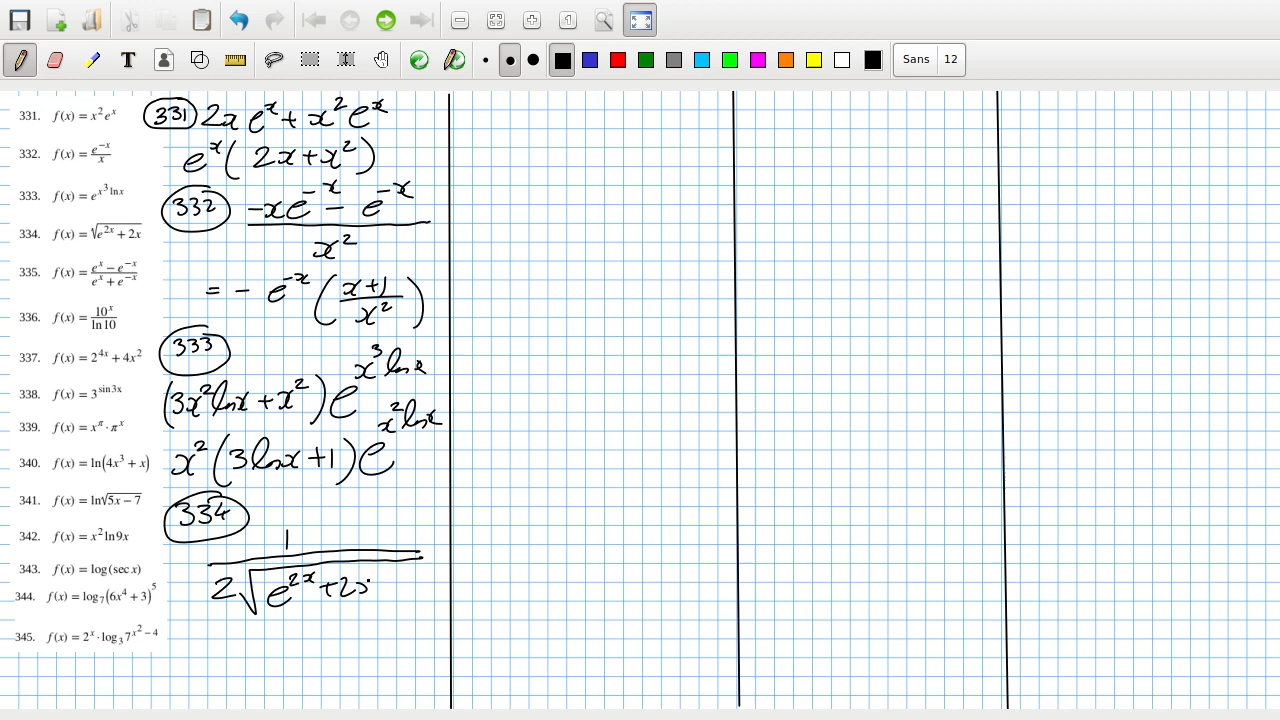 Sans 12
331. f(x) = x² eˣ
332. f(x) = e⁻ˣ/x
333. f(x) = e^(x³ ln x)
334. f(x) = √(e²ˣ + 2x)
335. f(x) = (eˣ − e⁻ˣ)/(eˣ + e⁻ˣ)
336. f(x) = 10ˣ/ln 10
337. f(x) = 2⁴ˣ + 4x²
338. f(x) = 3^(sin 3x)
339. f(x) = x^π · πˣ
340. f(x) = ln(4x³ + x)
341. f(x) = ln√(5x − 7)
342. f(x) = x² ln 9x
343. f(x) = log(sec x)
344. f(x) = log₇(6x⁴ + 3)⁵
345. f(x) = 2ˣ · log₃ 7^(x² − 4)
331 2x eˣ + x² eˣ
eˣ( 2x + x² )
332 (−x e⁻ˣ − e⁻ˣ)/x²
= − e⁻ˣ ((x+1)/x²)
333
(3x² ln x + x²) e^(x³ ln x)
x² (3 ln x + 1) e^(x² ln x)
334
1/(2√(e²ˣ + 2x))